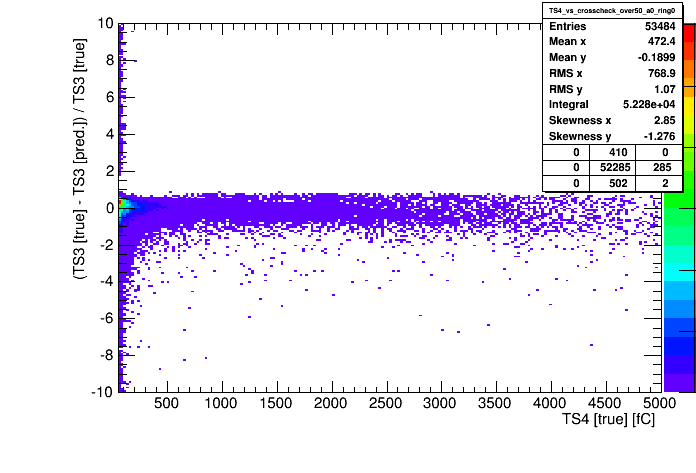 TS4_vs_crosscheck_over50_a0_ring0
Entries 53484
Mean x 472.4
Mean y -0.1899
RMS x 768.9
RMS y 1.07
Integral 5.228e+04
Skewness x 2.85
Skewness y -1.276
0 410 0
0 52285 285
0 502 2
(TS3 [true] - TS3 [pred.]) / TS3 [true]
10
8
6
4
2
0
-2
-4
-6
-8
-10
500 1000 1500 2000 2500 3000 3500 4000 4500 5000
TS4 [true] [fC]